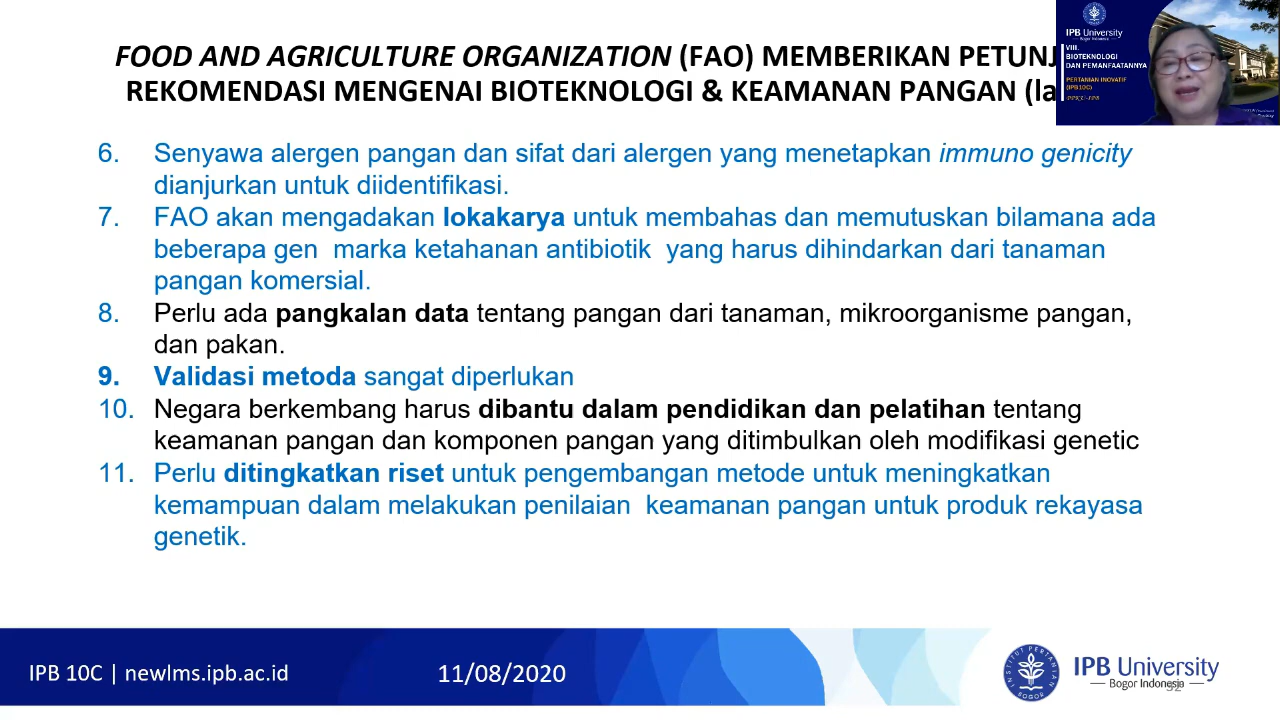 FOOD AND AGRICULTURE ORGANIZATION (FAO) MEMBERIKAN
REKOMENDASI MENGENAI BIOTEKNOLOGI & KEAMANAN PANGAN
IPB University
Bogor Indonesia
VIII.
BIOTEKNOLOGI
DAN PEMANFAATANNYA
PERTANIAN INOVATIF
(IPB10C)
6. Senyawa alergen pangan dan sifat dari alergen yang menetapkan immuno genicity
dianjurkan untuk diidentifikasi.
7. FAO akan mengadakan lokakarya untuk membahas dan memutuskan bilamana ada
beberapa gen marka ketahanan antibiotik yang harus dihindarkan dari tanaman
pangan komersial.
8. Perlu ada pangkalan data tentang pangan dari tanaman, mikroorganisme pangan,
dan pakan.
9. Validasi metoda sangat diperlukan
10. Negara berkembang harus dibantu dalam pendidikan dan pelatihan tentang
keamanan pangan dan komponen pangan yang ditimbulkan oleh modifikasi genetic
11. Perlu ditingkatkan riset untuk pengembangan metode untuk meningkatkan
kemampuan dalam melakukan penilaian keamanan pangan untuk produk rekayasa
genetik.
IPB 10C | newlms.ipb.ac.id
11/08/2020
INSTITUT PERTANIAN
BOGOR
IPB University
Bogor Indonesia